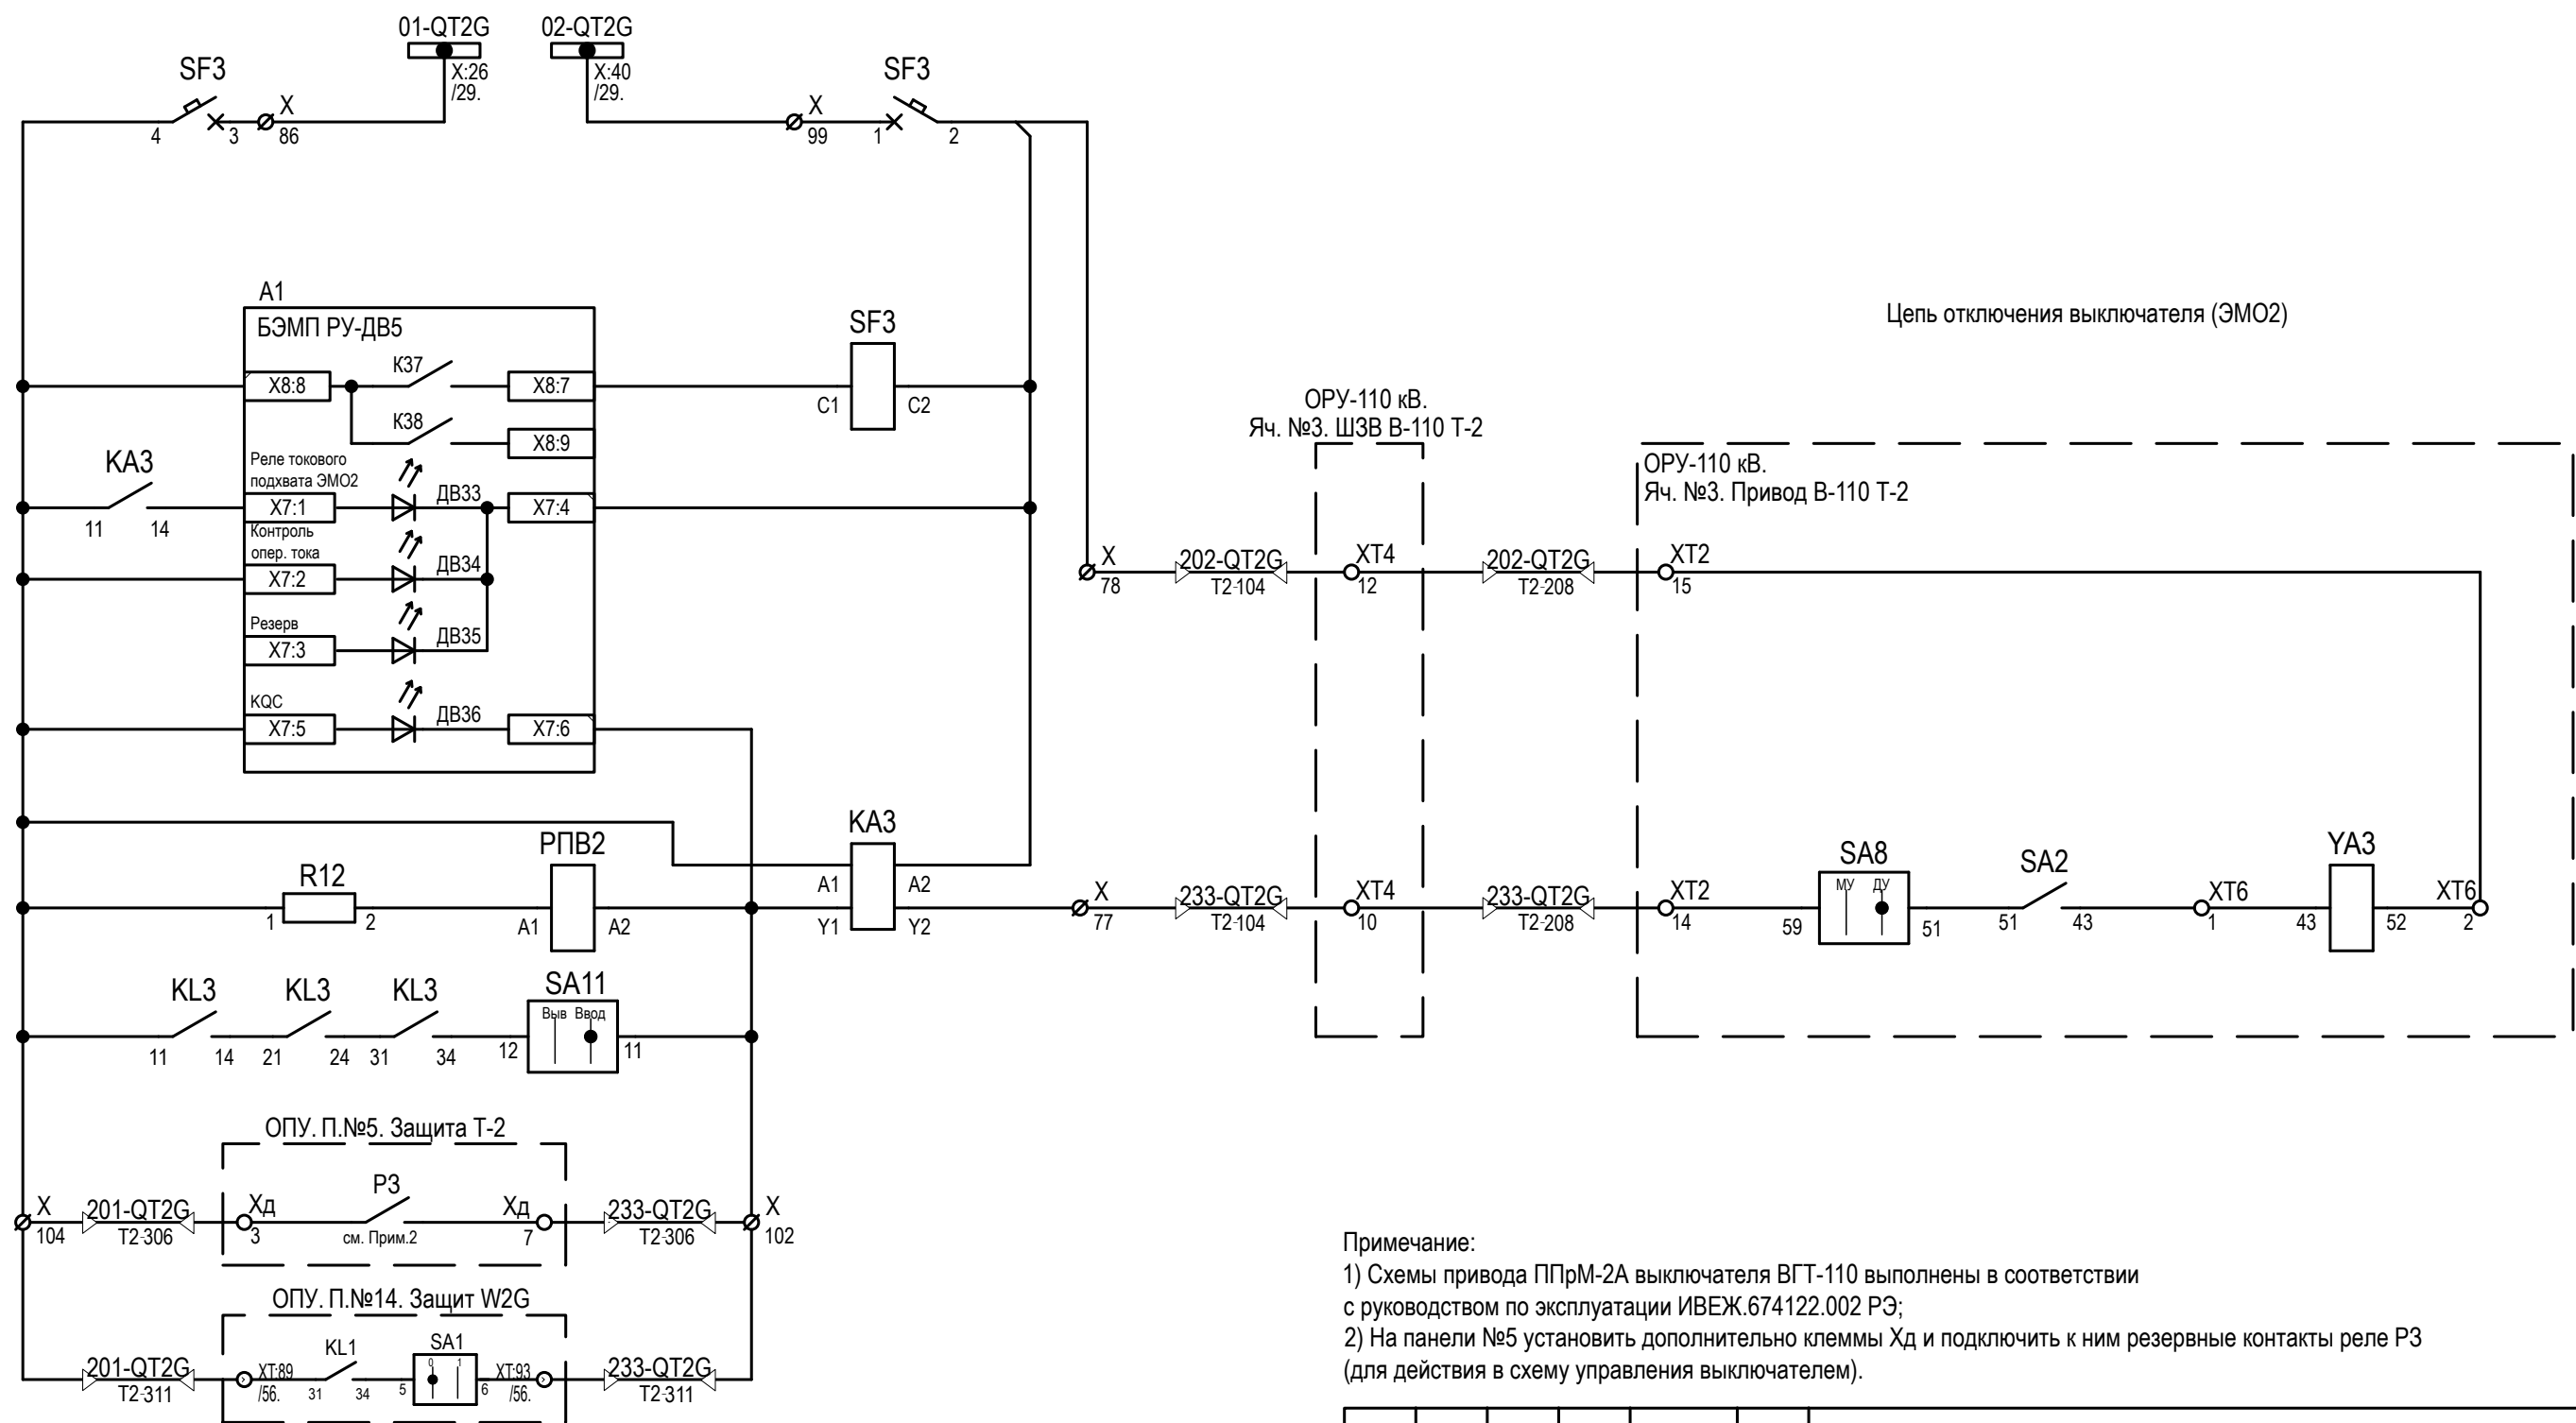 01-QT2G
02-QT2G
X:26
/29.
X:40
/29.
SF3
SF3
X
X
4
3
86
99
1
2
A1
БЭМП РУ-ДВ5
SF3
Цепь отключения выключателя (ЭМО2)
К37
X8:8
X8:7
C1
C2
К38
X8:9
ОРУ-110 кВ.
Яч. №3. ШЗВ В-110 Т-2
КА3
Реле токового
подхвата ЭМО2
ОРУ-110 кВ.
Яч. №3. Привод В-110 Т-2
X7:1
ДВ33
X7:4
11
14
Контроль
опер. тока
X7:2
ДВ34
X
78
202-QT2G
T2-104
XT4
12
202-QT2G
T2-208
XT2
15
Резерв
X7:3
ДВ35
KQC
X7:5
ДВ36
X7:6
РПВ2
КА3
R12
A1
A2
1
2
A1
A2
Y1
Y2
X
77
233-QT2G
T2-104
XT4
10
233-QT2G
T2-208
XT2
14
SA8
МУ ДУ
59
51
SA2
51
43
XT6
1
YA3
43
52
XT6
2
KL3
KL3
KL3
SA11
Выв Ввод
11
14
21
24
31
34
12
11
ОПУ. П.№5. Защита Т-2
X
104
201-QT2G
T2-306
Хд
3
Р3
см. Прим.2
Хд
7
233-QT2G
T2-306
X
102
ОПУ. П.№14. Защит W2G
201-QT2G
T2-311
XT:89
/56.
KL1
31
34
SA1
0 1
5
6
XT:93
/56.
233-QT2G
T2-311
Примечание:
1) Схемы привода ППрМ-2А выключателя ВГТ-110 выполнены в соответствии
с руководством по эксплуатации ИВЕЖ.674122.002 РЭ;
2) На панели №5 установить дополнительно клеммы Хд и подключить к ним резервные контакты реле Р3
(для действия в схему управления выключателем).